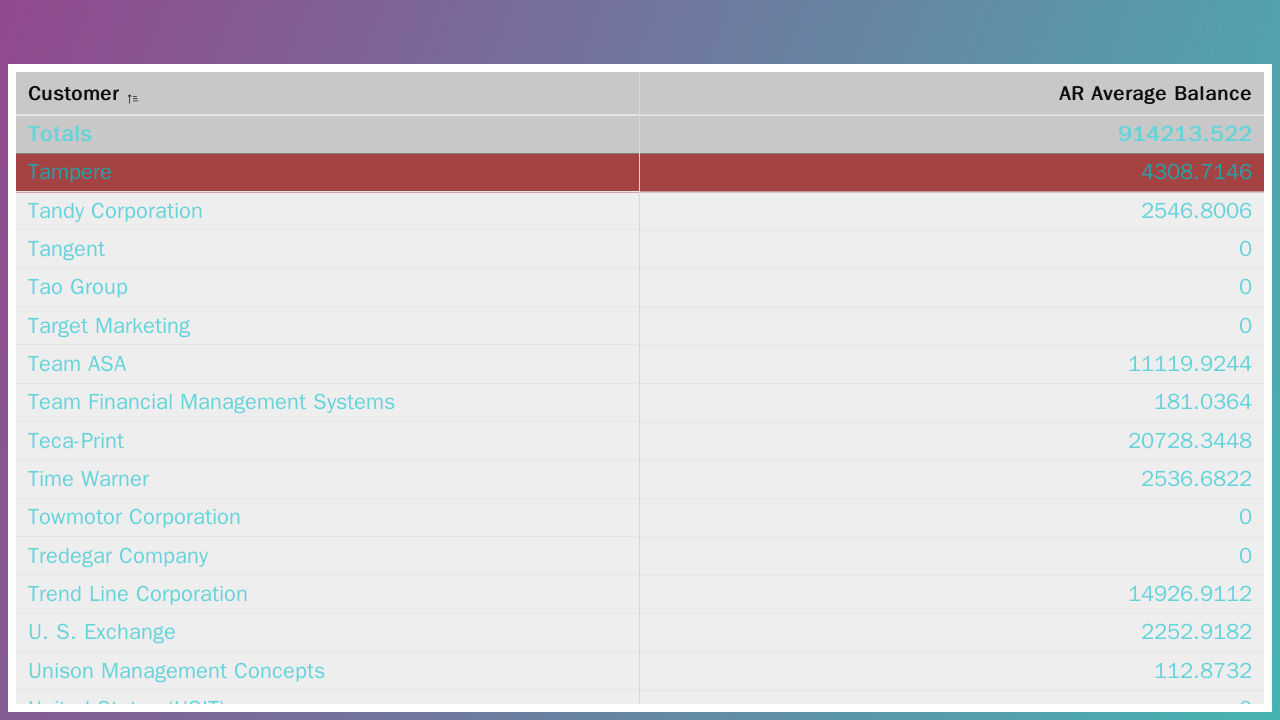 Customer AR Average Balance
Totals 914213.522
Tampere 4308.7146
Tandy Corporation 2546.8006
Tangent 0
Tao Group 0
Target Marketing 0
Team ASA 11119.9244
Team Financial Management Systems 181.0364
Teca-Print 20728.3448
Time Warner 2536.6822
Towmotor Corporation 0
Tredegar Company 0
Trend Line Corporation 14926.9112
U. S. Exchange 2252.9182
Unison Management Concepts 112.8732